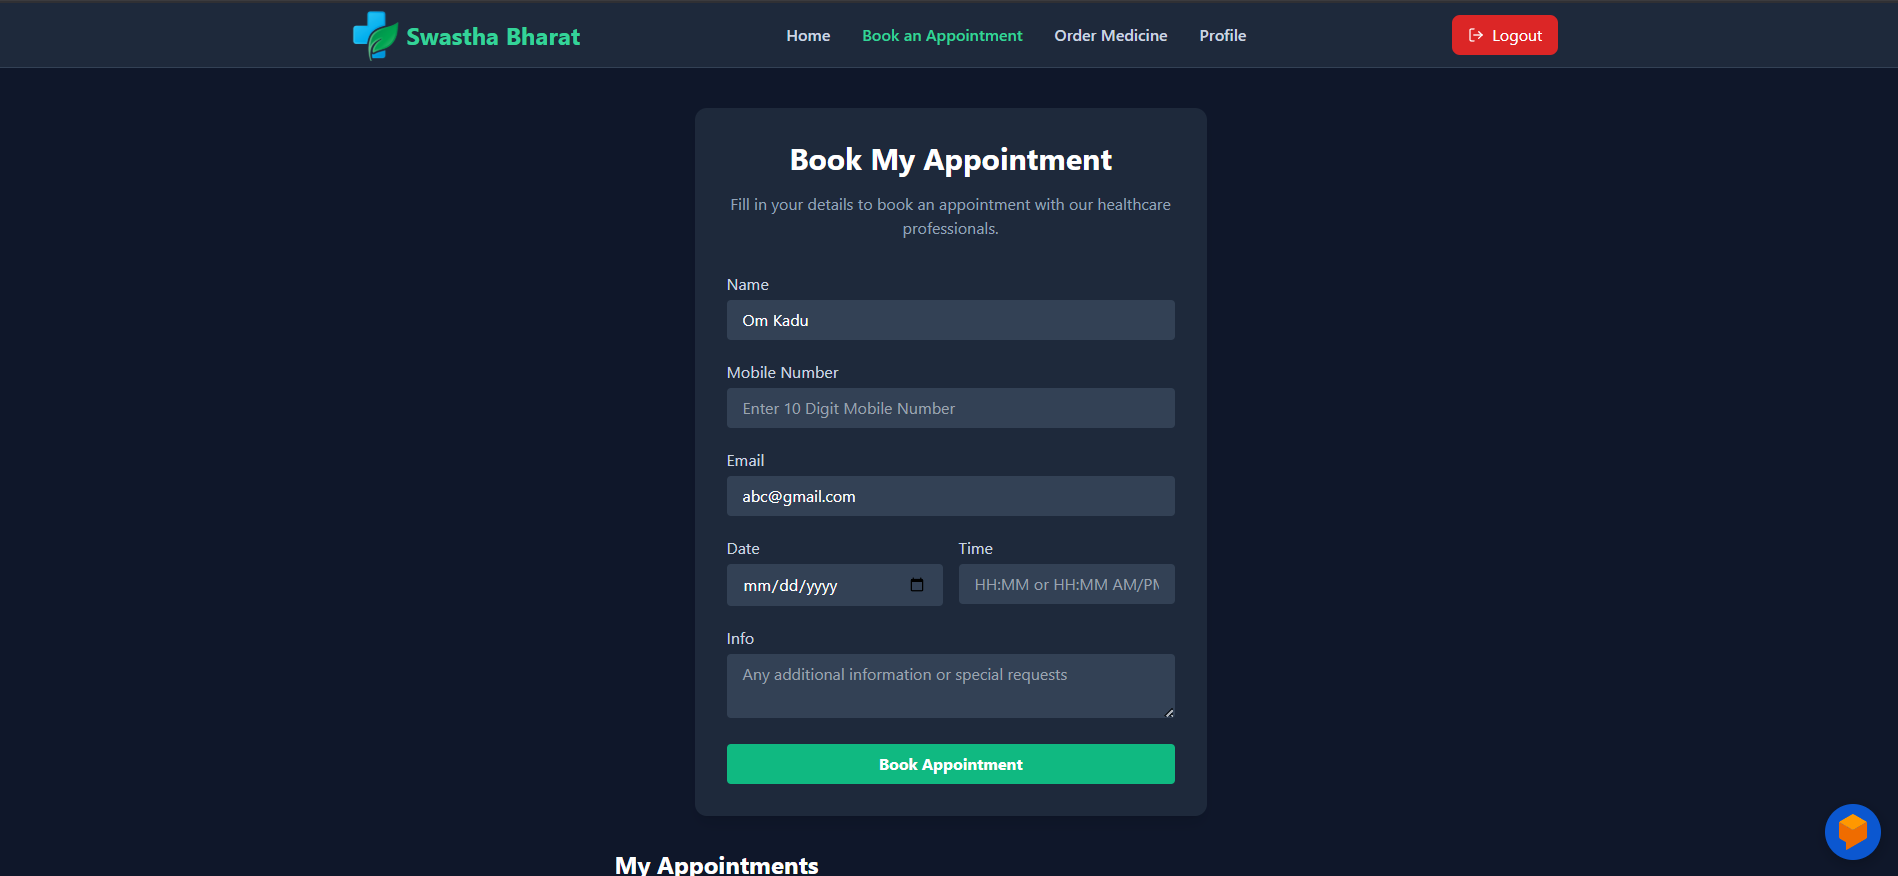 Swastha Bharat
Home
Book an Appointment
Order Medicine
Profile
Logout
Book My Appointment
Fill in your details to book an appointment with our healthcare
professionals.
Name
Om Kadu
Mobile Number
Enter 10 Digit Mobile Number
Email
abc@gmail.com
Date
Time
mm/dd/yyyy
HH:MM or HH:MM AM/PM
Info
Any additional information or special requests
Book Appointment
My Appointments